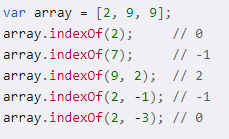 var array = [2, 9, 9];
array.indexOf(2);     // 0
array.indexOf(7);     // -1
array.indexOf(9, 2);  // 2
array.indexOf(2, -1); // -1
array.indexOf(2, -3); // 0